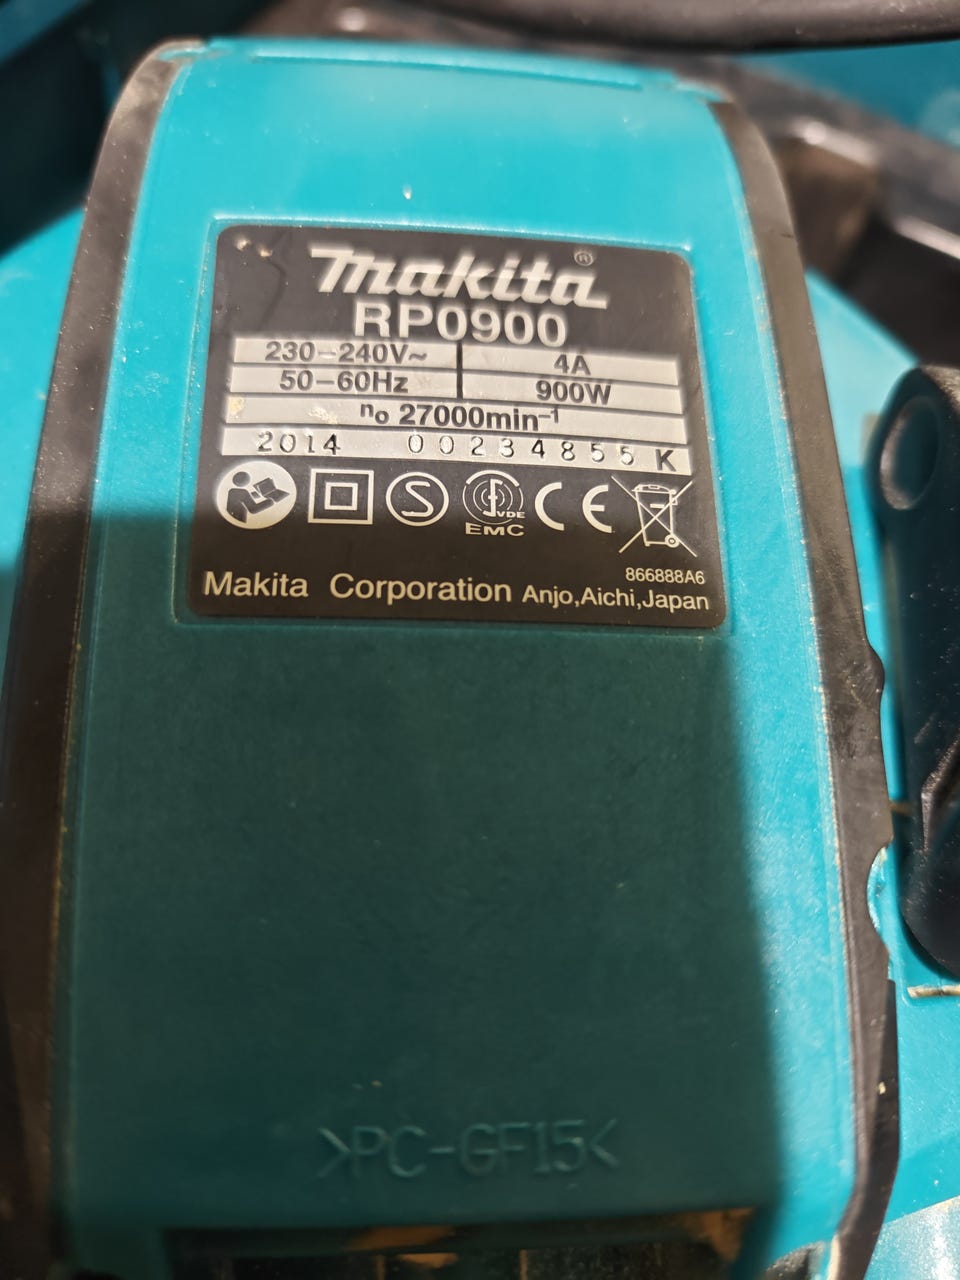 Makita®
RP0900
230-240V~ 4A
50-60Hz 900W
n₀ 27000min⁻¹
2014 00234855 K
S VDE CE
EMC
866888A6
Makita Corporation Anjo,Aichi,Japan
>PC-GF15<